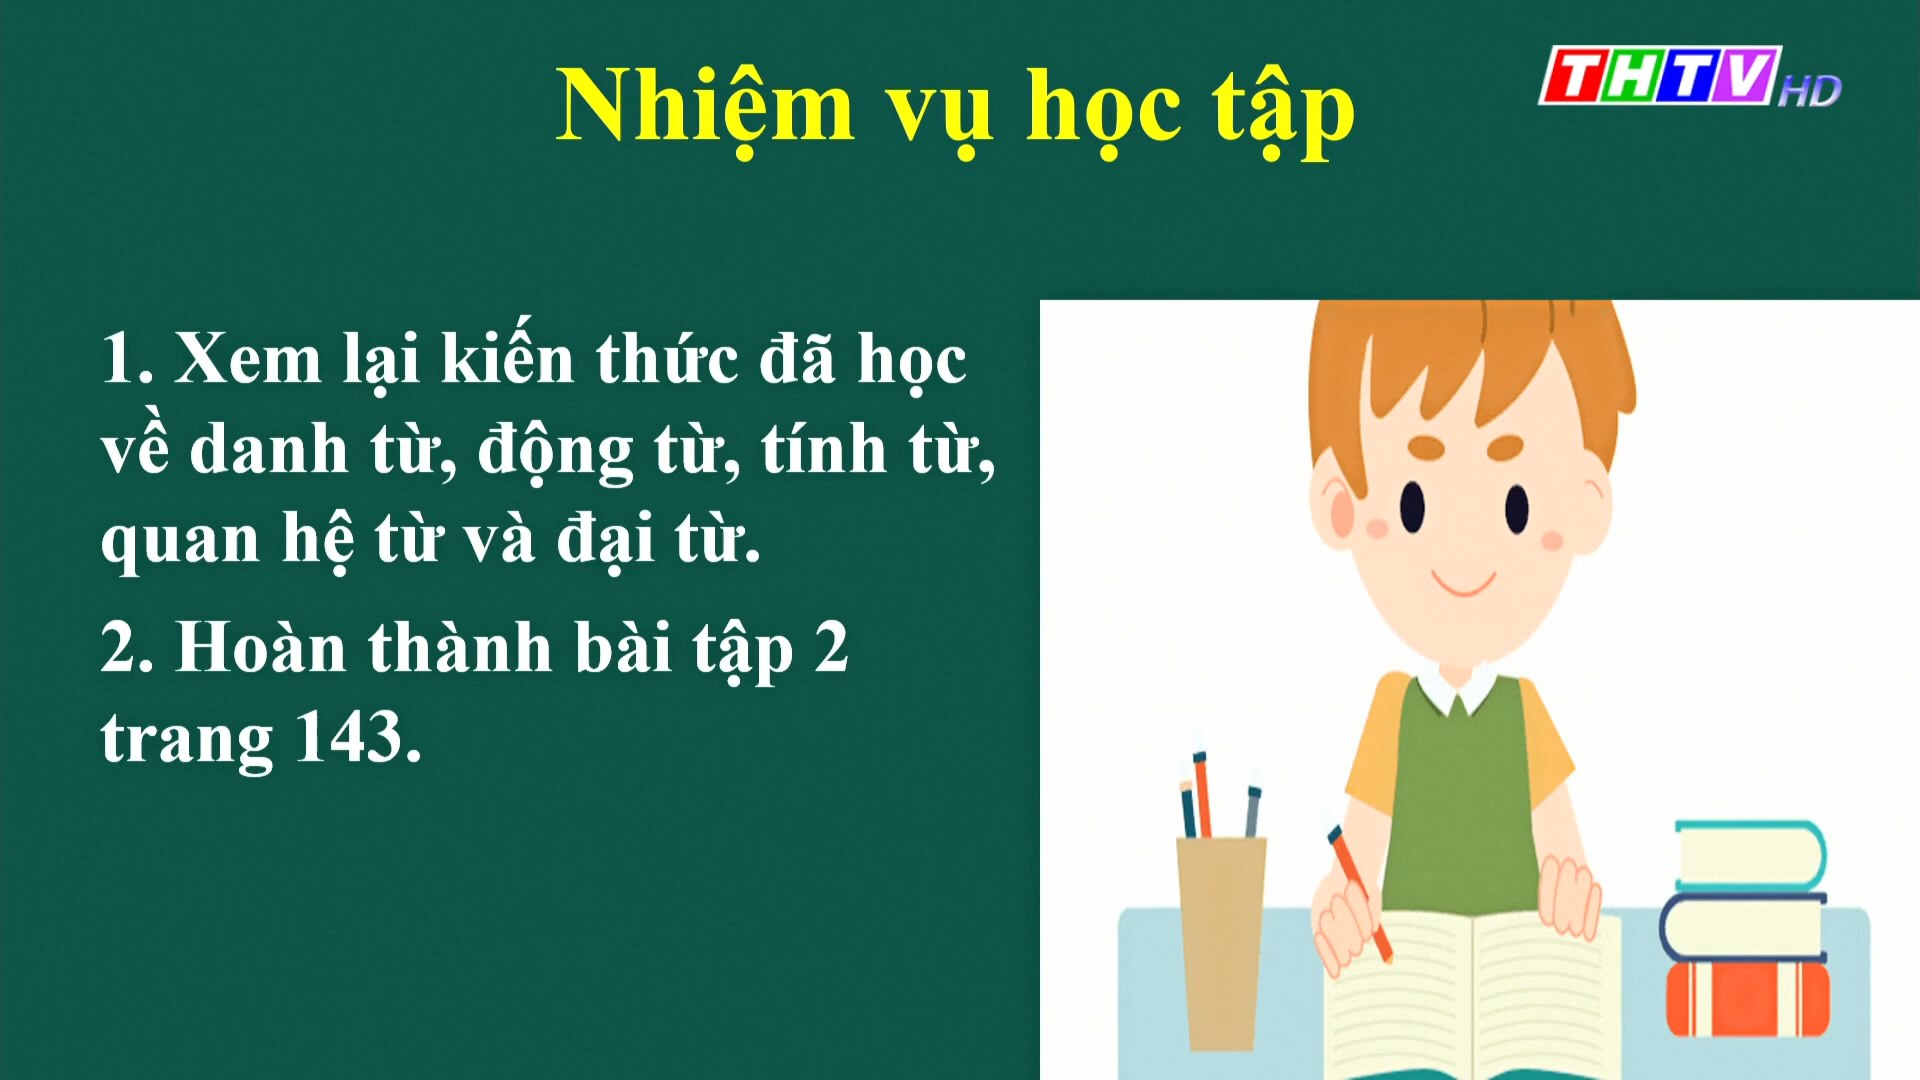 Nhiệm vụ học tập
THTV HD
1. Xem lại kiến thức đã học
về danh từ, động từ, tính từ,
quan hệ từ và đại từ.
2. Hoàn thành bài tập 2
trang 143.